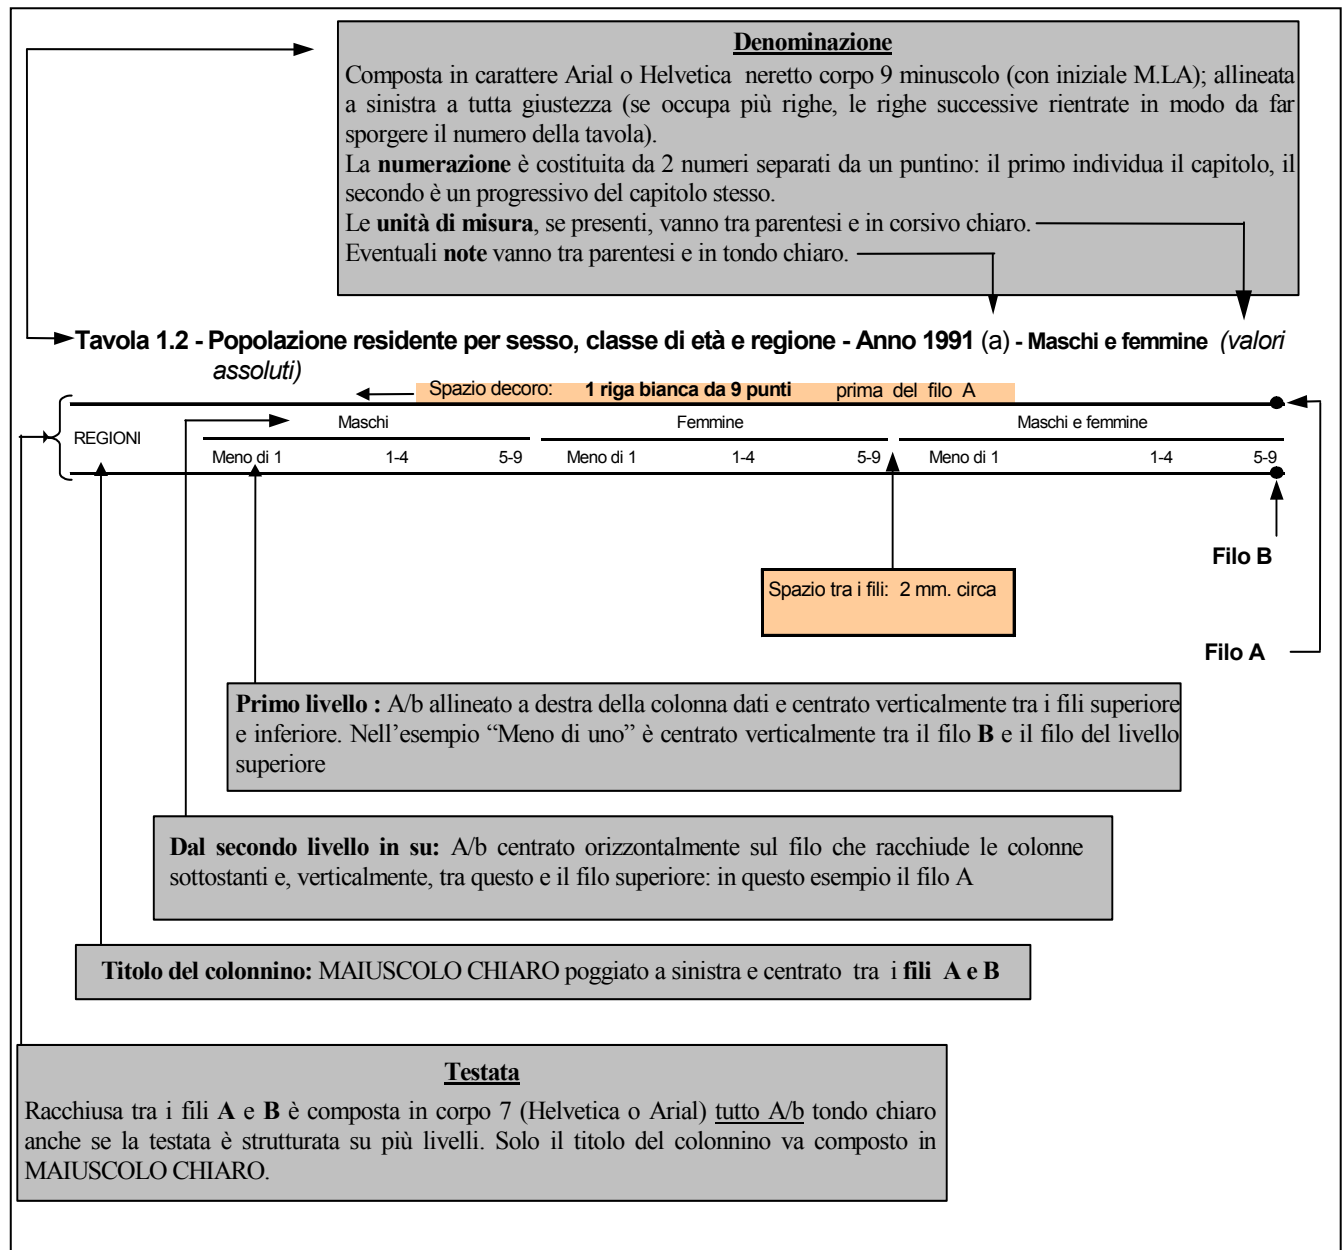 Denominazione
Composta in carattere Arial o Helvetica neretto corpo 9 minuscolo (con iniziale M.LA); allineata
a sinistra a tutta giustezza (se occupa più righe, le righe successive rientrate in modo da far
sporgere il numero della tavola).
La numerazione è costituita da 2 numeri separati da un puntino: il primo individua il capitolo, il
secondo è un progressivo del capitolo stesso.
Le unità di misura, se presenti, vanno tra parentesi e in corsivo chiaro.
Eventuali note vanno tra parentesi e in tondo chiaro.
Tavola 1.2 - Popolazione residente per sesso, classe di età e regione - Anno 1991 (a) - Maschi e femmine (valori
assoluti)
Spazio decoro: 1 riga bianca da 9 punti prima del filo A
REGIONI Maschi Femmine Maschi e femmine
Meno di 1 1-4 5-9 Meno di 1 1-4 5-9 Meno di 1 1-4 5-9
Filo B
Spazio tra i fili: 2 mm. circa
Filo A
Primo livello : A/b allineato a destra della colonna dati e centrato verticalmente tra i fili superiore
e inferiore. Nell'esempio “Meno di uno” è centrato verticalmente tra il filo B e il filo del livello
superiore
Dal secondo livello in su: A/b centrato orizzontalmente sul filo che racchiude le colonne
sottostanti e, verticalmente, tra questo e il filo superiore: in questo esempio il filo A
Titolo del colonnino: MAIUSCOLO CHIARO poggiato a sinistra e centrato tra i fili A e B
Testata
Racchiusa tra i fili A e B è composta in corpo 7 (Helvetica o Arial) tutto A/b tondo chiaro
anche se la testata è strutturata su più livelli. Solo il titolo del colonnino va composto in
MAIUSCOLO CHIARO.